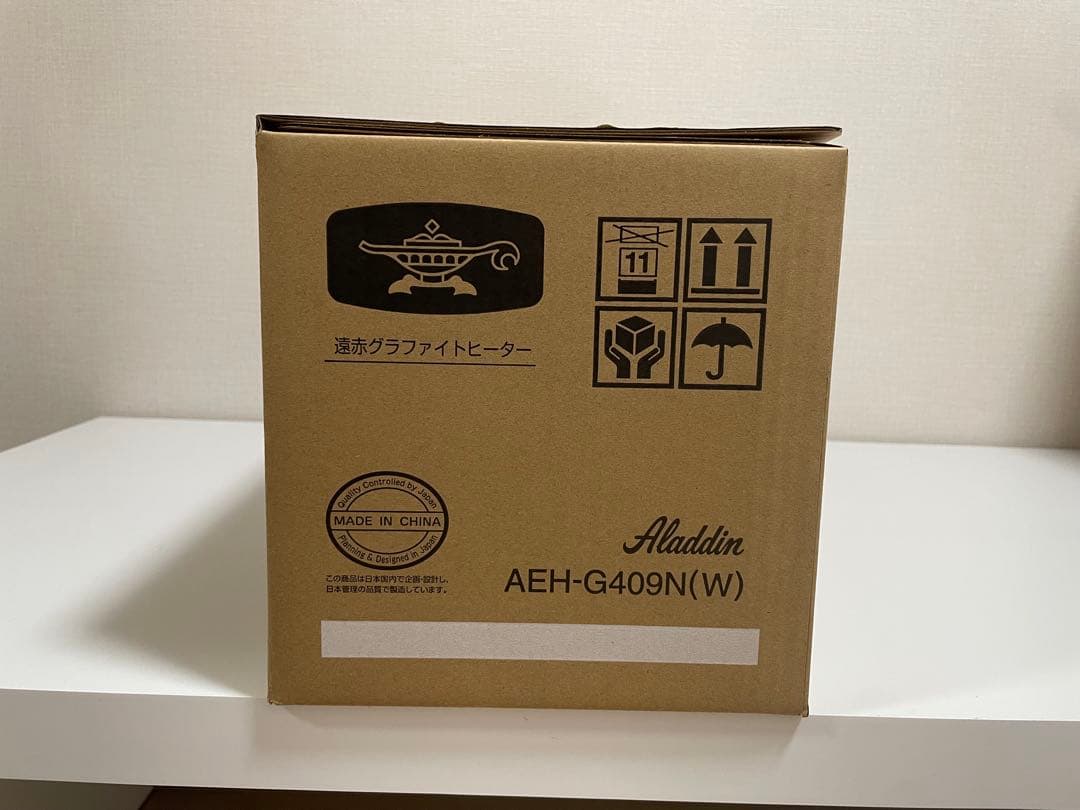 11
遠赤グラファイトヒーター
Quality Controlled by Japan
MADE IN CHINA
Planning & Designed in Japan
この商品は日本国内で企画・設計し、
日本管理の品質で製造しています。
Aladdin
AEH-G409N(W)